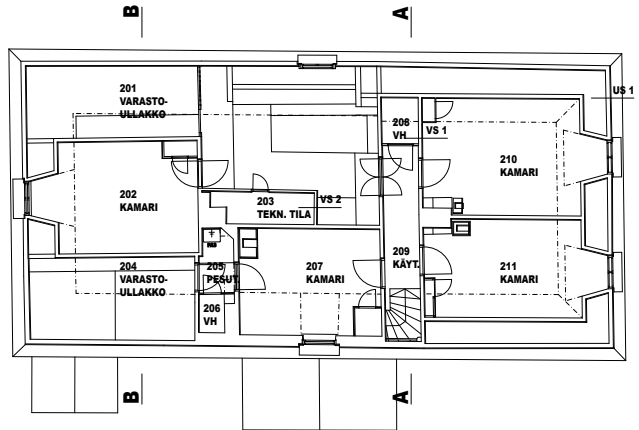 B
A
US 1
201
VARASTO-
ULLAKKO
208
VH
VS 1
210
KAMARI
202
KAMARI
203
TEKN. TILA
VS 2
204
VARASTO-
ULLAKKO
205
PESUT.
206
VH
207
KAMARI
209
KÄYT.
211
KAMARI
B
A